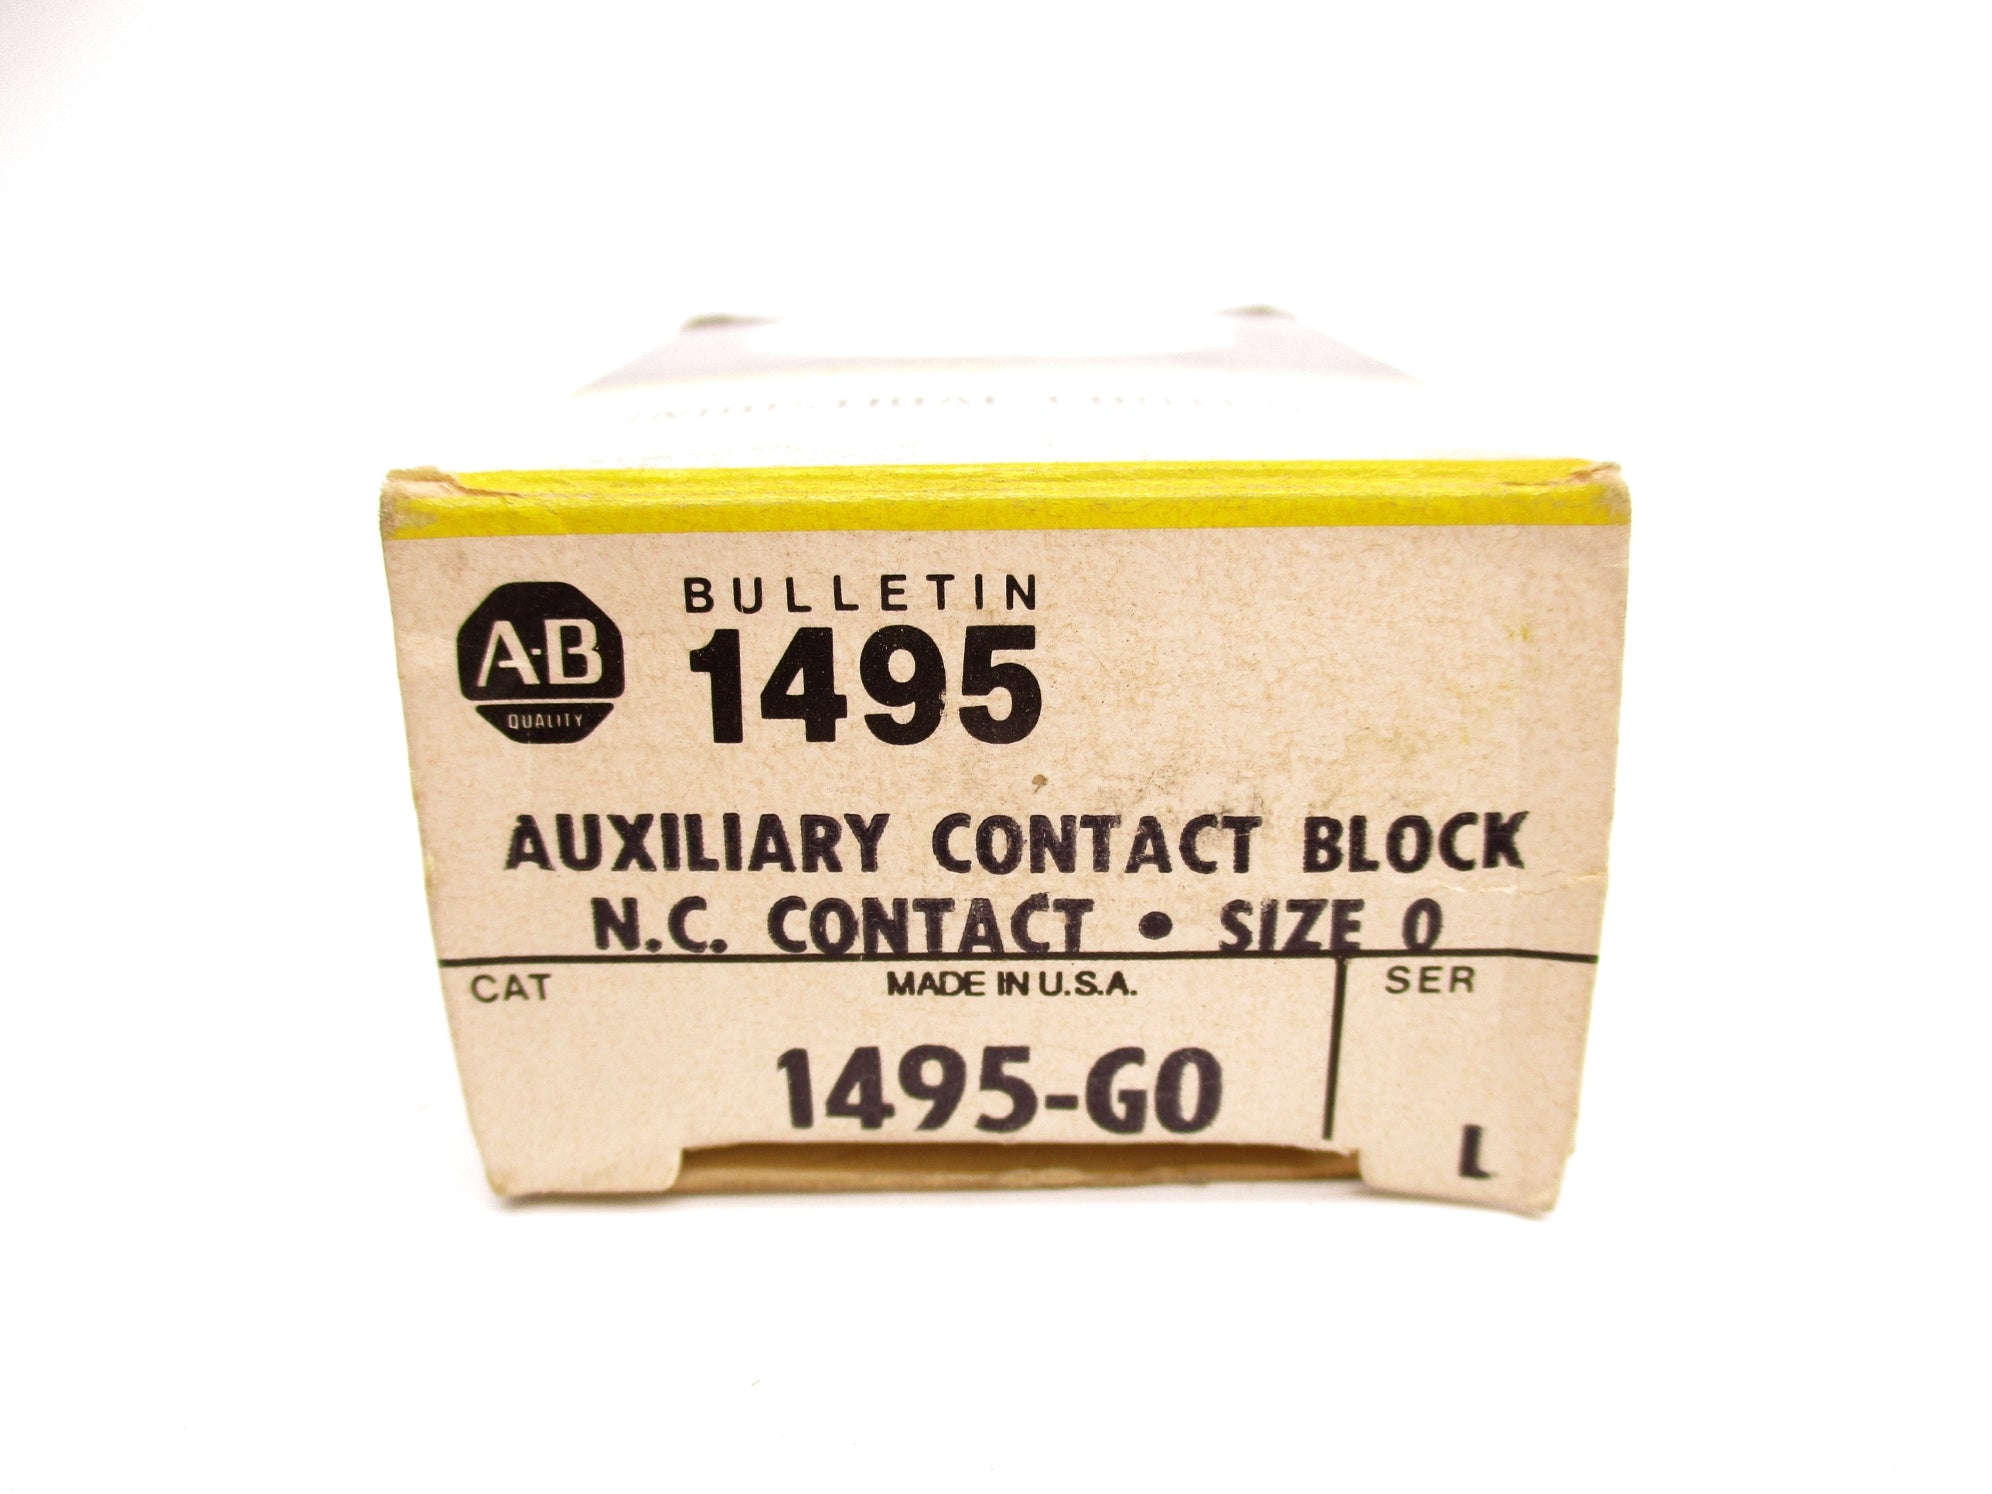 A-B
QUALITY
BULLETIN
1495
AUXILIARY CONTACT BLOCK
N.C. CONTACT • SIZE 0
CAT
MADE IN U.S.A.
SER
1495-G0
L